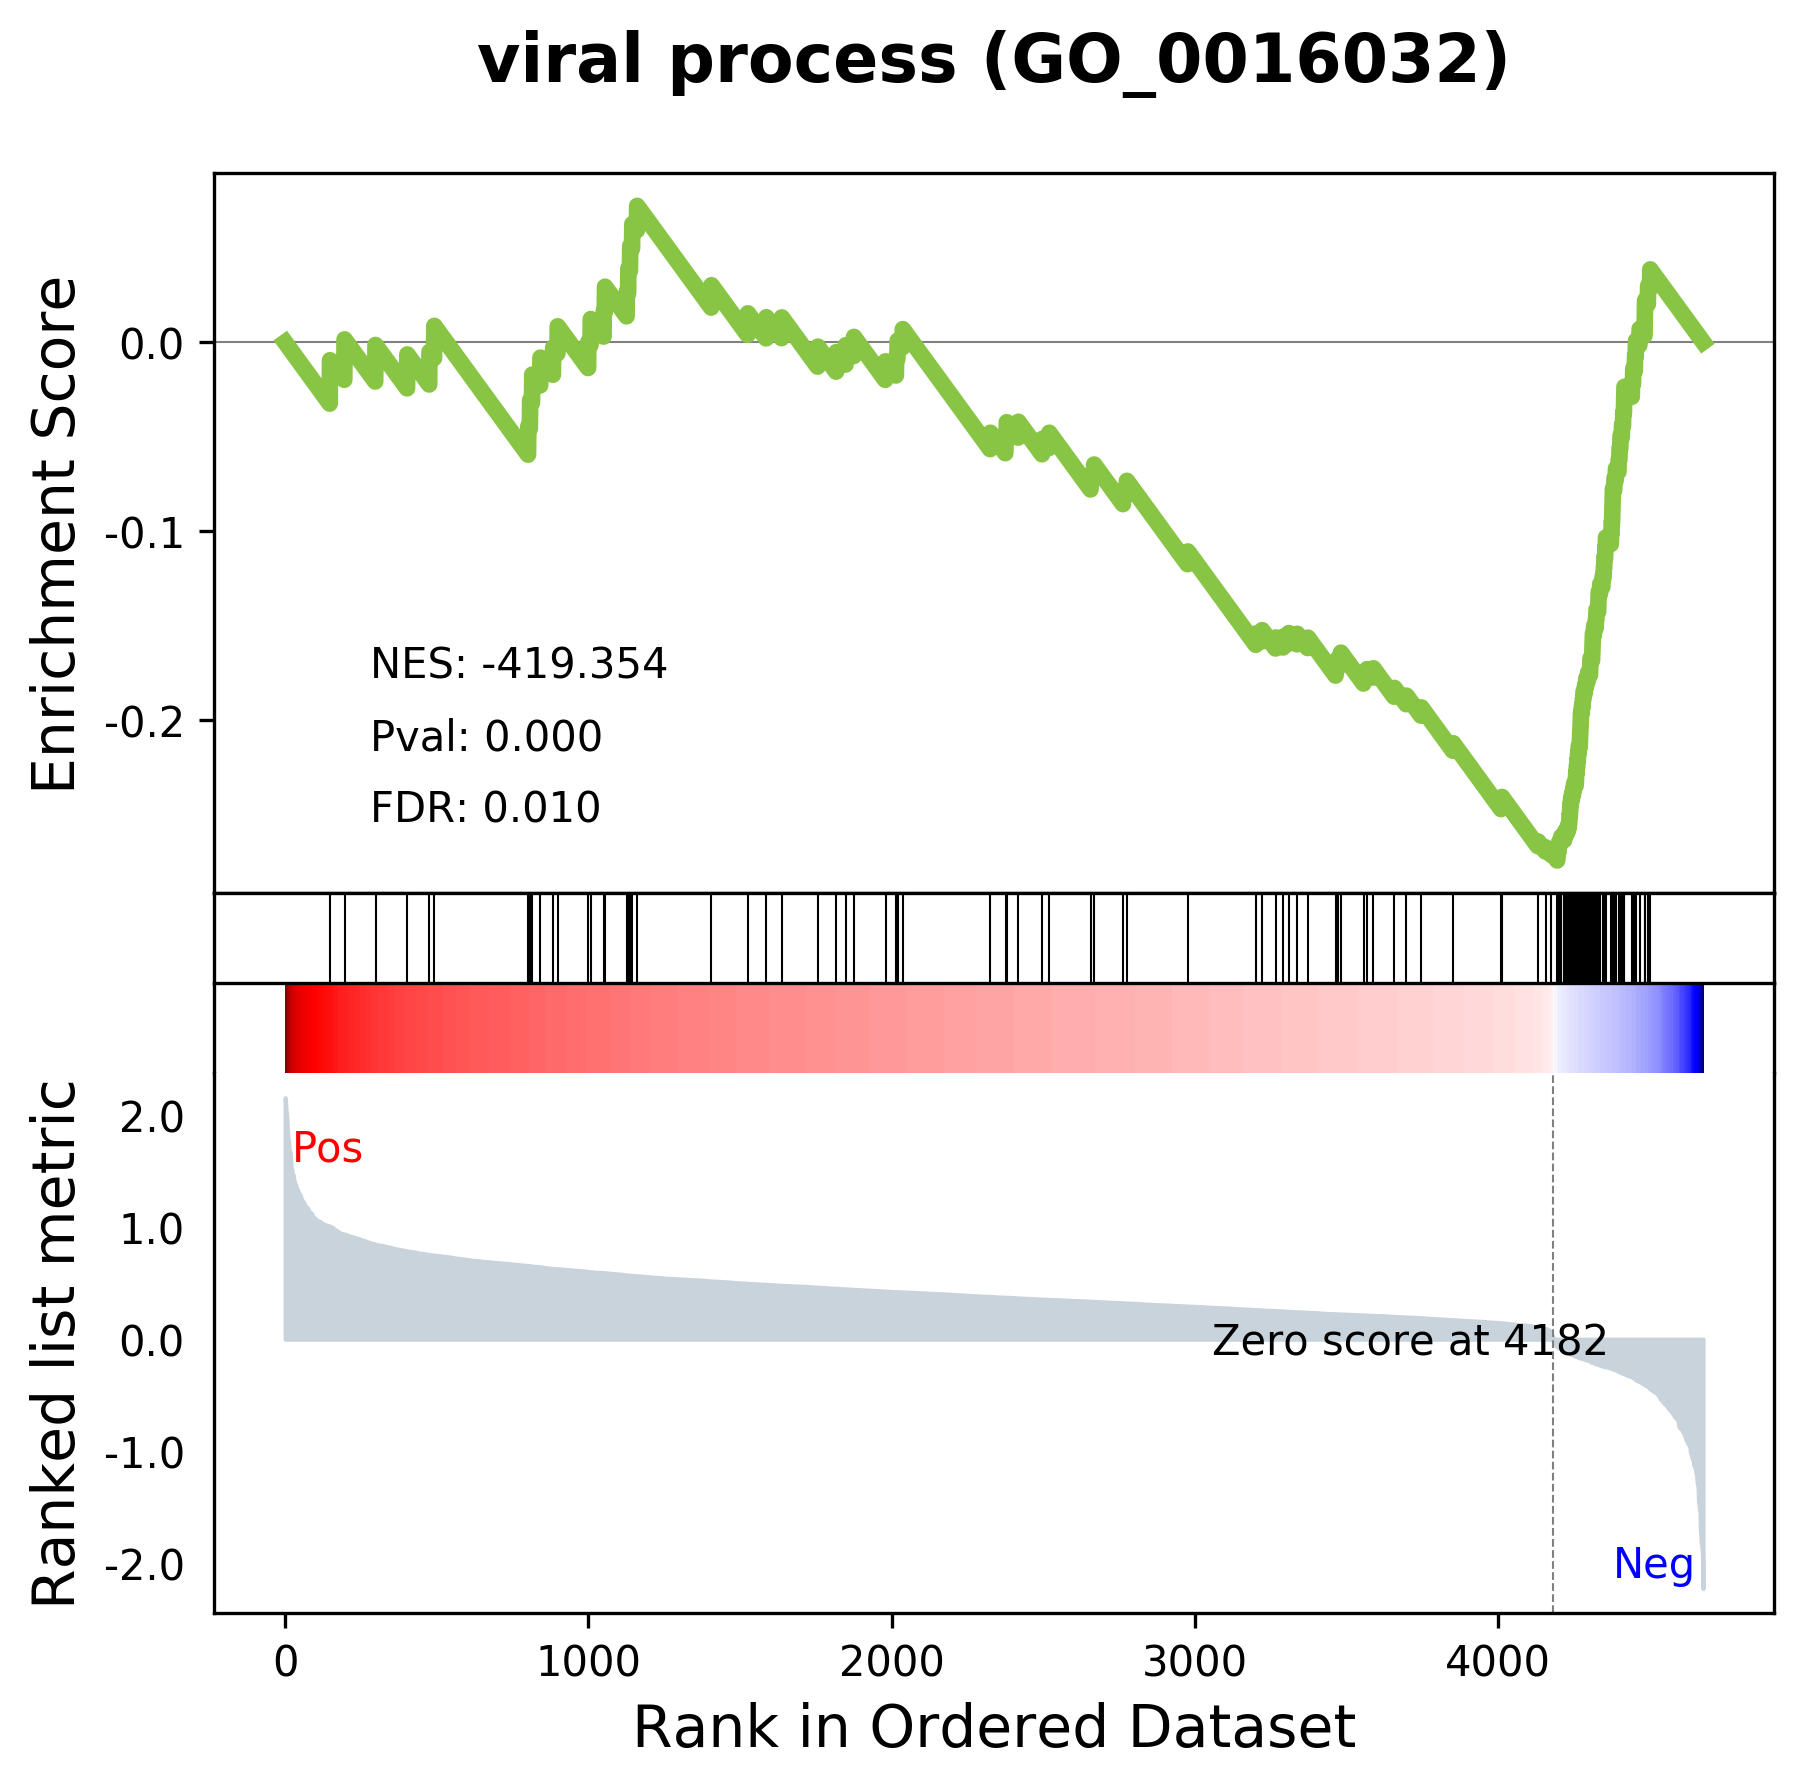 viral process (GO_0016032)
Enrichment Score
0.0
-0.1
-0.2
NES: -419.354
Pval: 0.000
FDR: 0.010
Ranked list metric
2.0
1.0
0.0
-1.0
-2.0
Pos
Zero score at 4182
Neg
0 1000 2000 3000 4000
Rank in Ordered Dataset